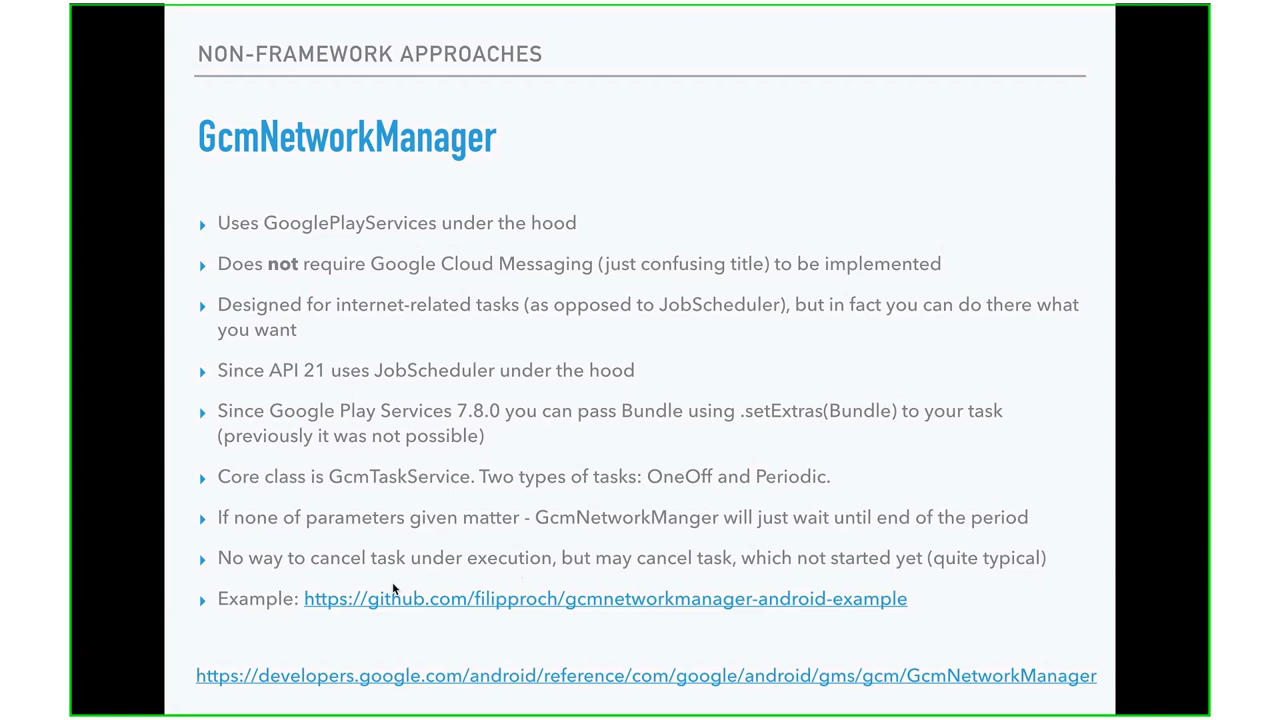 NON-FRAMEWORK APPROACHES
GcmNetworkManager
Uses GooglePlayServices under the hood
Does not require Google Cloud Messaging (just confusing title) to be implemented
Designed for internet-related tasks (as opposed to JobScheduler), but in fact you can do there what
you want
Since API 21 uses JobScheduler under the hood
Since Google Play Services 7.8.0 you can pass Bundle using .setExtras(Bundle) to your task
(previously it was not possible)
Core class is GcmTaskService. Two types of tasks: OneOff and Periodic.
If none of parameters given matter - GcmNetworkManger will just wait until end of the period
No way to cancel task under execution, but may cancel task, which not started yet (quite typical)
Example: https://github.com/filipproch/gcmnetworkmanager-android-example
https://developers.google.com/android/reference/com/google/android/gms/gcm/GcmNetworkManager